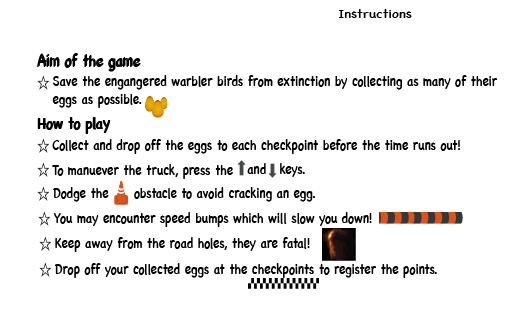 Instructions
Aim of the game
Save the engangered warbler birds from extinction by collecting as many of their
eggs as possible.
How to play
Collect and drop off the eggs to each checkpoint before the time runs out!
To manuever the truck, press the and keys.
Dodge the obstacle to avoid cracking an egg.
You may encounter speed bumps which will slow you down!
Keep away from the road holes, they are fatal!
Drop off your collected eggs at the checkpoints to register the points.